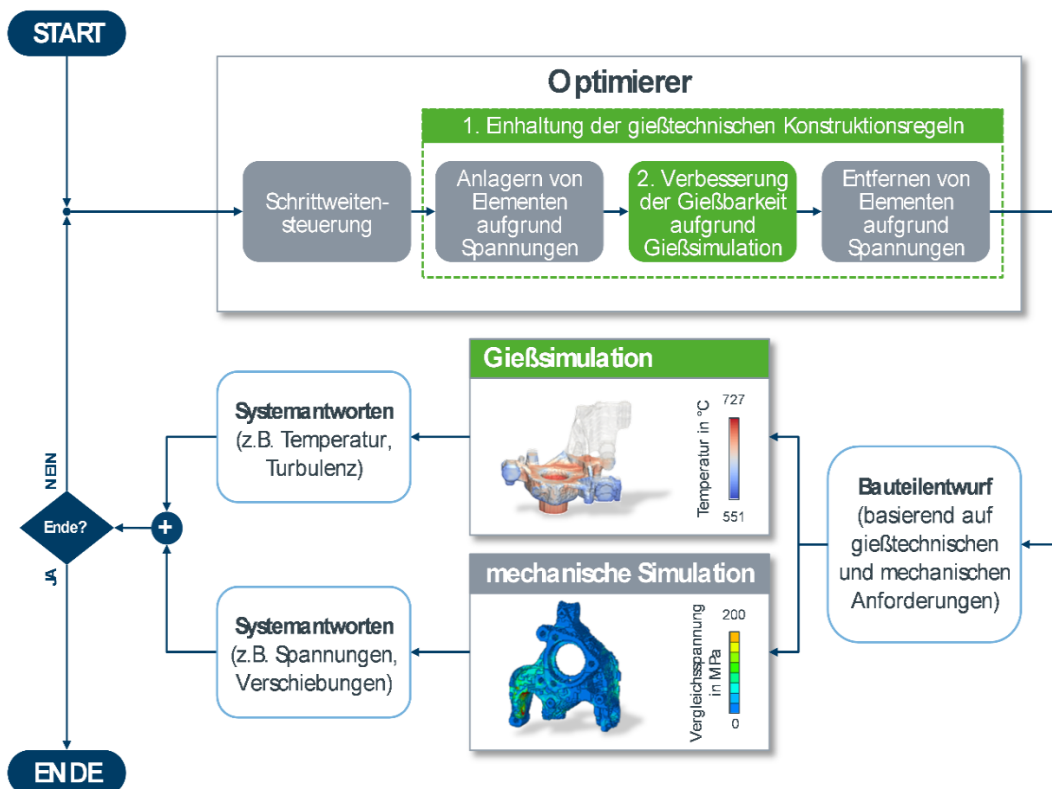 START
Optimierer
1. Einhaltung der gießtechnischen Konstruktionsregeln
Schrittweiten-
steuerung
Anlagern von
Elementen
aufgrund
Spannungen
2. Verbesserung
der Gießbarkeit
aufgrund
Gießsimulation
Entfernen von
Elementen
aufgrund
Spannungen
Gießsimulation
727
Temperatur in °C
551
Systemantworten
(z.B. Temperatur,
Turbulenz)
NEIN
Ende?
JA
+
Bauteilentwurf
(basierend auf
gießtechnischen
und mechanischen
Anforderungen)
mechanische Simulation
200
Vergleichsspannung
in MPa
0
Systemantworten
(z.B. Spannungen,
Verschiebungen)
ENDE